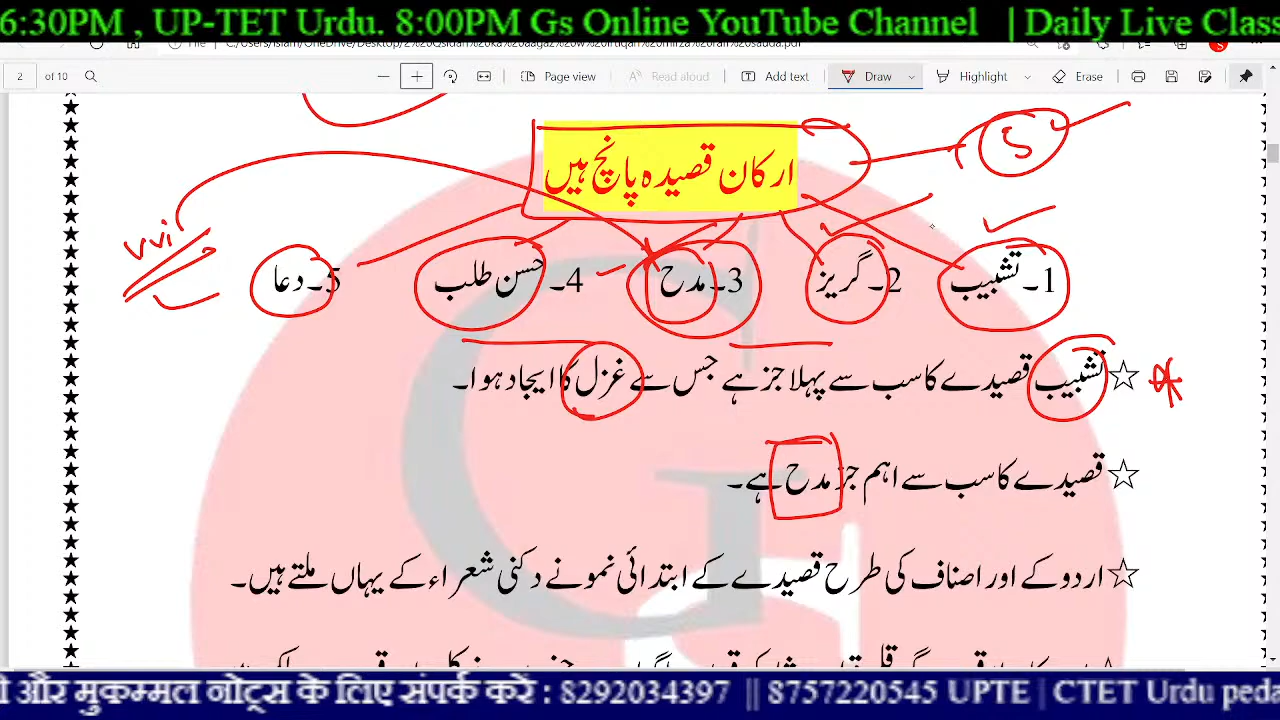 6:30PM , UP-TET Urdu. 8:00PM Gs Online YouTube Channel | Daily Live Class
2 of 10 Page view Read aloud Add text Draw Highlight Erase
5
ارکان قصیدہ پانچ ہیں
vvi
1۔تشبیب 2۔گریز 3۔مدح 4۔حسن طلب 5۔دعا
☆تشبیب قصیدے کا سب سے پہلا جز ہے جس سے غزل کا ایجاد ہوا۔
☆قصیدے کا سب سے اہم جز مدح ہے۔
☆اردو کے اور اصناف کی طرح قصیدے کے ابتدائی نمونے دکنی شعراء کے یہاں ملتے ہیں۔
और मुकम्मल नोट्स के लिए संपर्क करें : 8292034397 || 8757220545 UPTE | CTET Urdu peda